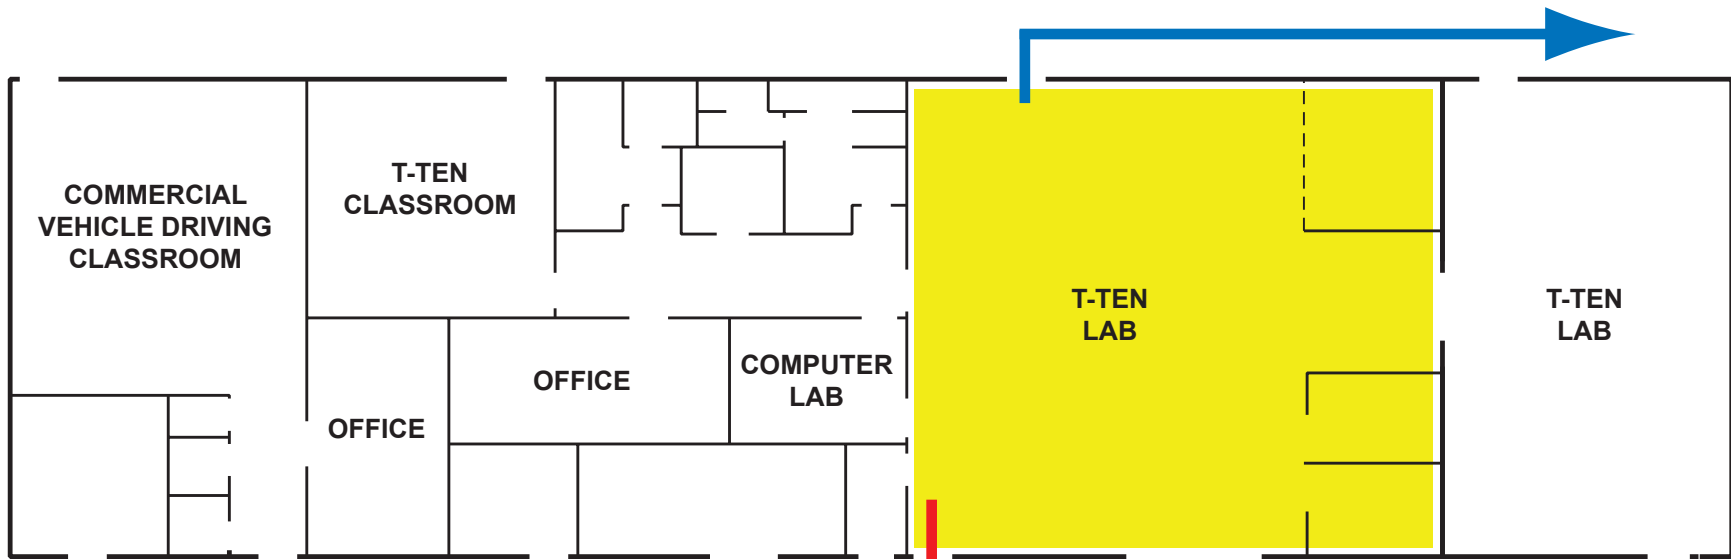 COMMERCIAL
VEHICLE DRIVING
CLASSROOM
T-TEN
CLASSROOM
OFFICE
OFFICE
COMPUTER
LAB
T-TEN
LAB
T-TEN
LAB